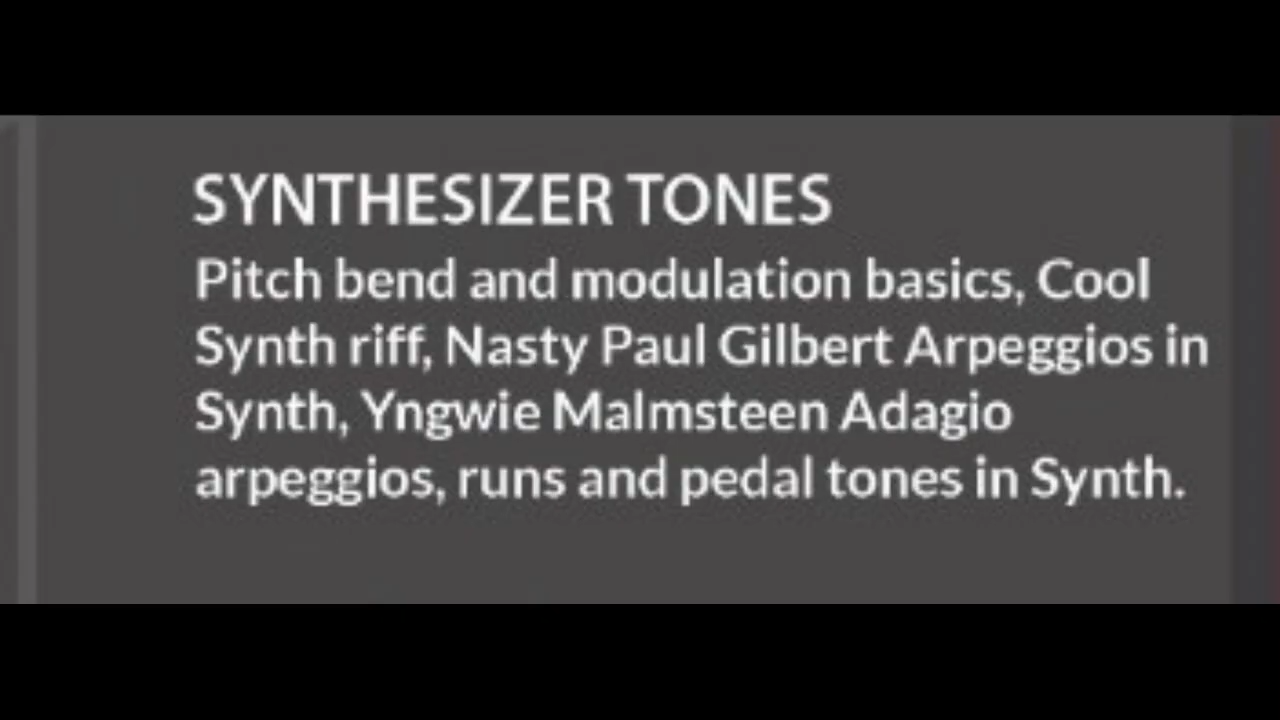 SYNTHESIZER TONES
Pitch bend and modulation basics, Cool
Synth riff, Nasty Paul Gilbert Arpeggios in
Synth, Yngwie Malmsteen Adagio
arpeggios, runs and pedal tones in Synth.